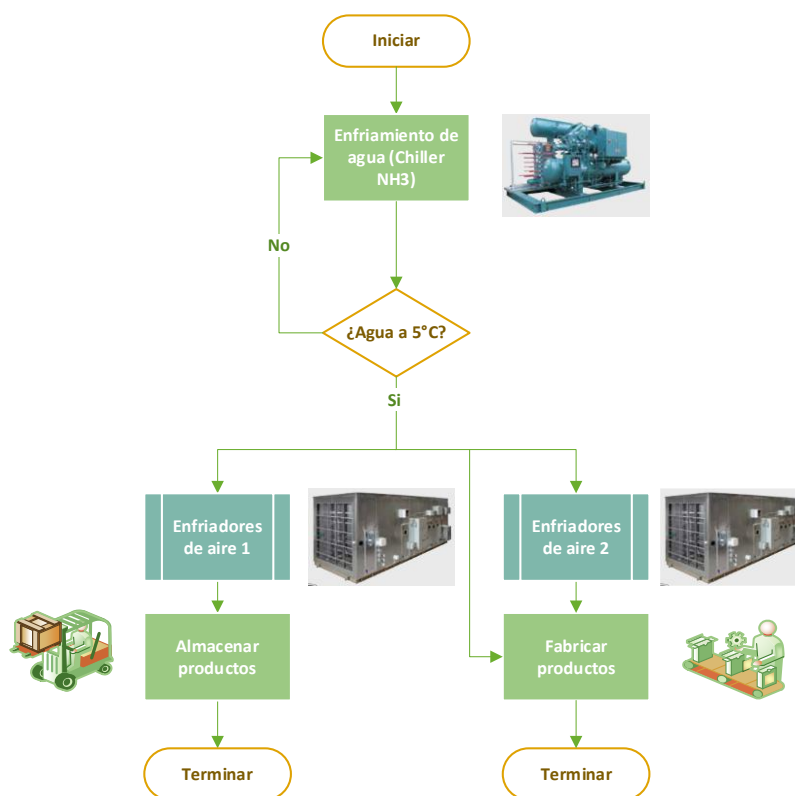 Iniciar
Enfriamiento de
agua (Chiller
NH3)
No
¿Agua a 5°C?
Si
Enfriadores
de aire 1
Enfriadores
de aire 2
Almacenar
productos
Fabricar
productos
Terminar
Terminar